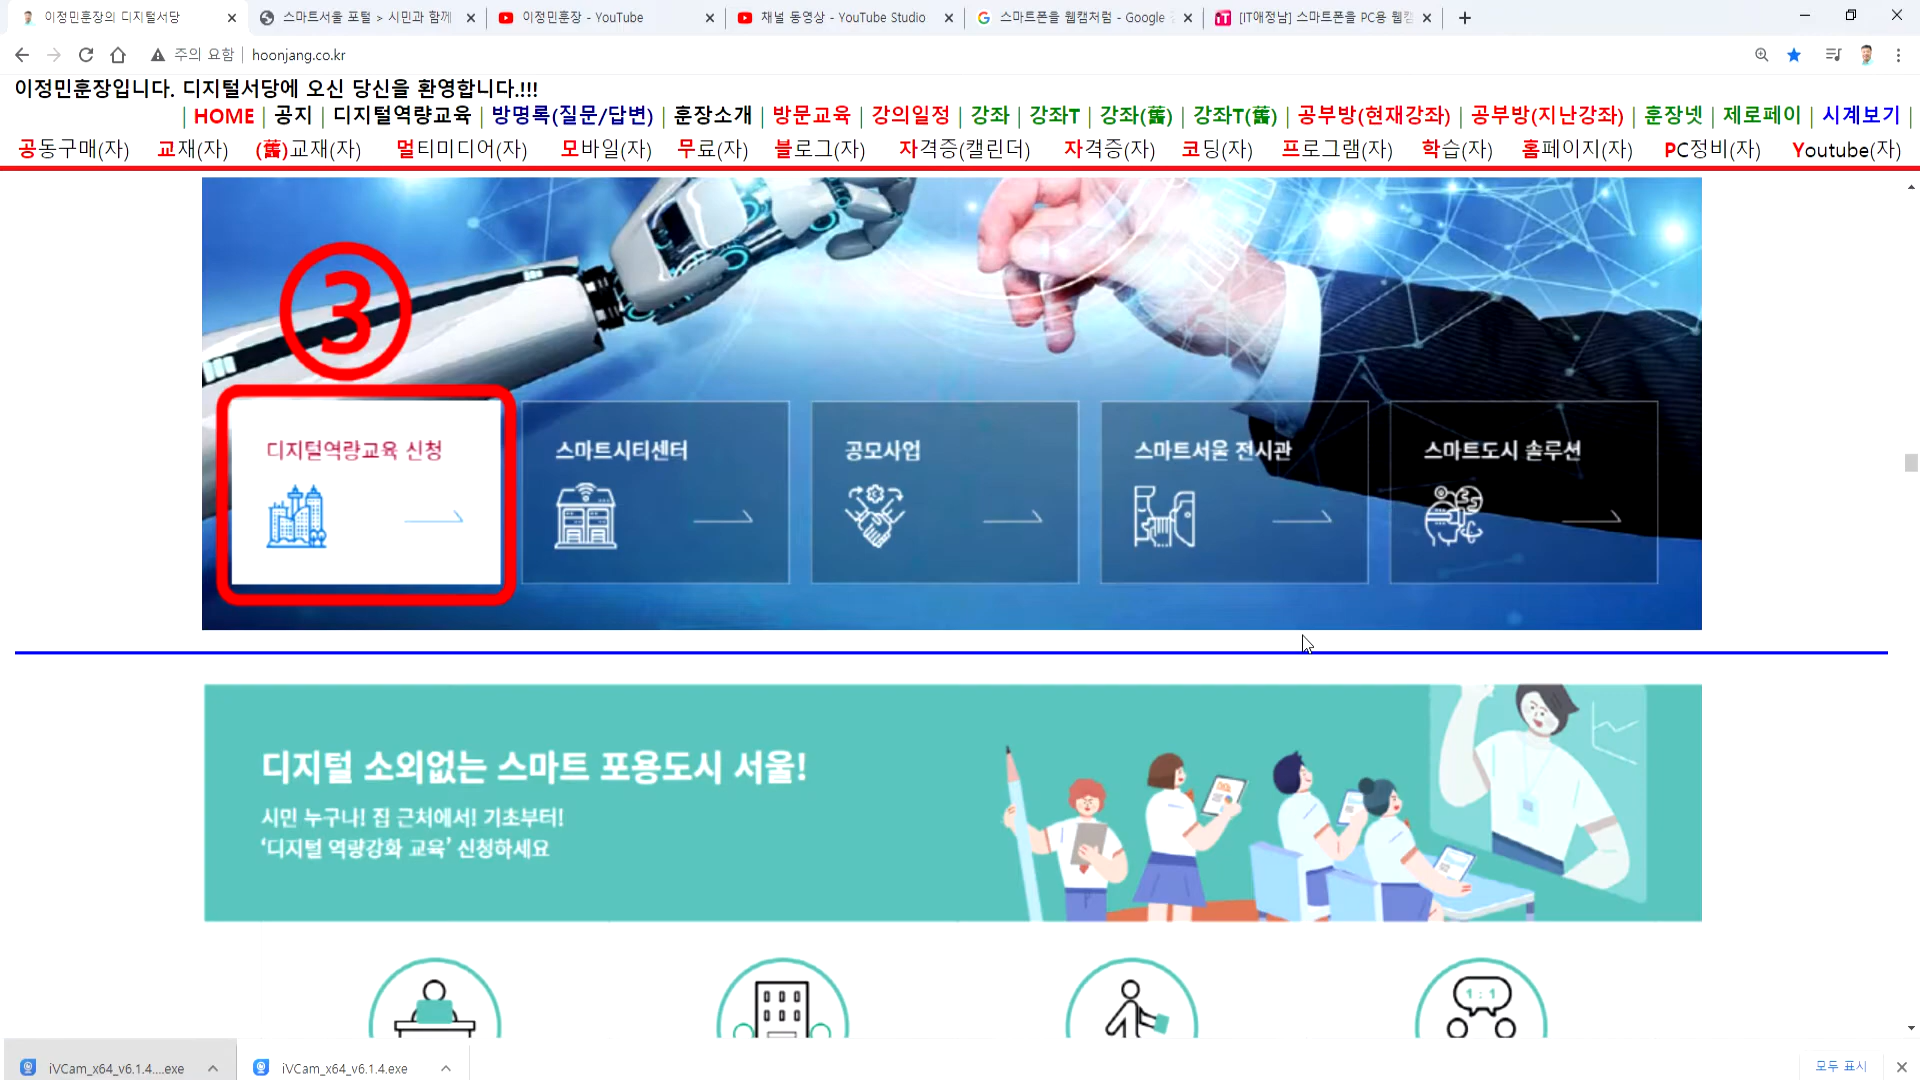 이정민훈장의 디지털서당
스마트서울 포털 > 시민과 함께
이정민훈장 - YouTube
채널 동영상 - YouTube Studio
스마트폰을 웹캠처럼 - Google
[IT애정남] 스마트폰을 PC용 웹캠
주의 요함 | hoonjang.co.kr
이정민훈장입니다. 디지털서당에 오신 당신을 환영합니다.!!!
| HOME | 공지 | 디지털역량교육 | 방명록(질문/답변) | 훈장소개 | 방문교육 | 강의일정 | 강좌 | 강좌T | 강좌(舊) | 강좌T(舊) | 공부방(현재강좌) | 공부방(지난강좌) | 훈장넷 | 제로페이 | 시계보기 |
공동구매(자) 교재(자) (舊)교재(자) 멀티미디어(자) 모바일(자) 무료(자) 블로그(자) 자격증(캘린더) 자격증(자) 코딩(자) 프로그램(자) 학습(자) 홈페이지(자) PC정비(자) Youtube(자)
③
디지털역량교육 신청
스마트시티센터
공모사업
스마트서울 전시관
스마트도시 솔루션
디지털 소외없는 스마트 포용도시 서울!
시민 누구나! 집 근처에서! 기초부터!
‘디지털 역량강화 교육’ 신청하세요
1 : 1
iVCam_x64_v6.1.4....exe
iVCam_x64_v6.1.4.exe
모두 표시